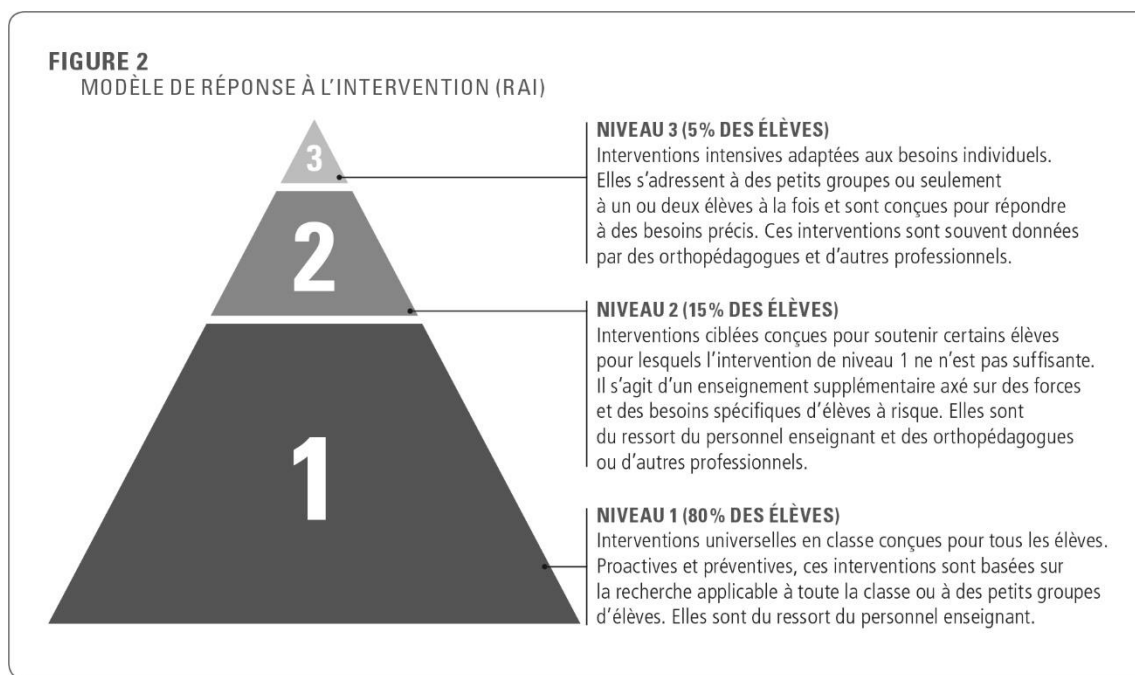 FIGURE 2
MODÈLE DE RÉPONSE À L'INTERVENTION (RAI)
3
2
1
NIVEAU 3 (5% DES ÉLÈVES)
Interventions intensives adaptées aux besoins individuels.
Elles s'adressent à des petits groupes ou seulement
à un ou deux élèves à la fois et sont conçues pour répondre
à des besoins précis. Ces interventions sont souvent données
par des orthopédagogues et d'autres professionnels.
NIVEAU 2 (15% DES ÉLÈVES)
Interventions ciblées conçues pour soutenir certains élèves
pour lesquels l'intervention de niveau 1 ne n'est pas suffisante.
Il s'agit d'un enseignement supplémentaire axé sur des forces
et des besoins spécifiques d'élèves à risque. Elles sont
du ressort du personnel enseignant et des orthopédagogues
ou d'autres professionnels.
NIVEAU 1 (80% DES ÉLÈVES)
Interventions universelles en classe conçues pour tous les élèves.
Proactives et préventives, ces interventions sont basées sur
la recherche applicable à toute la classe ou à des petits groupes
d'élèves. Elles sont du ressort du personnel enseignant.